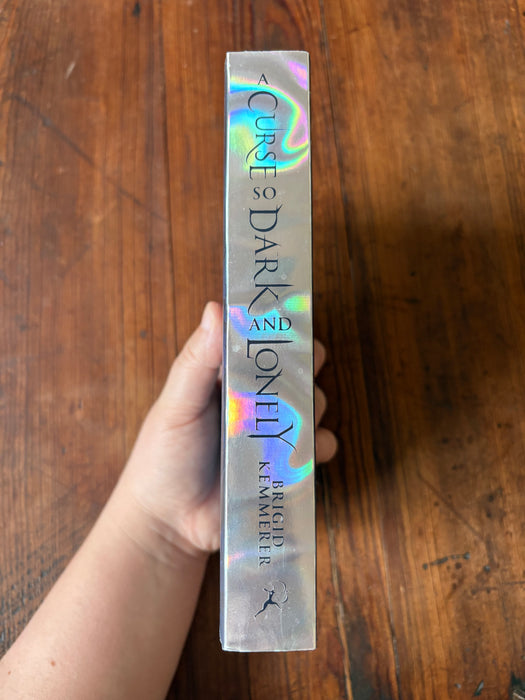 A
CURSE
SO
DARK
AND
LONELY
BRIGID
KEMMERER